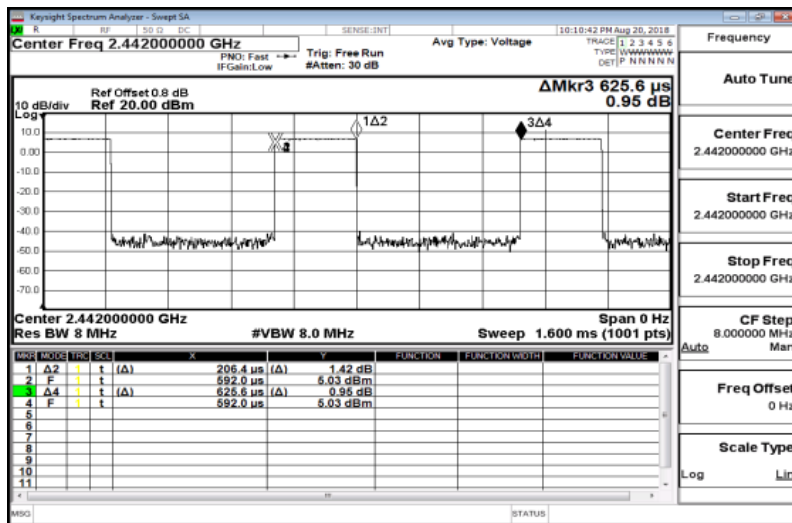 Keysight Spectrum Analyzer - Swept SA
R RF 50 Ω DC SENSE:INT 10:10:42 PM Aug 20, 2018
Center Freq 2.442000000 GHz
PNO: Fast
IFGain:Low
Trig: Free Run
#Atten: 30 dB
Avg Type: Voltage
TRACE 1 2 3 4 5 6
TYPE WWWWWW
DET P N N N N N
Frequency
Auto Tune
Center Freq
2.442000000 GHz
Start Freq
2.442000000 GHz
Stop Freq
2.442000000 GHz
CF Step
8.000000 MHz
Auto Man
Freq Offset
0 Hz
Scale Type
Log Lin
ΔMkr3 625.6 µs
0.95 dB
Ref Offset 0.8 dB
10 dB/div Ref 20.00 dBm
Log
10.0
0.00
-10.0
-20.0
-30.0
-40.0
-50.0
-60.0
-70.0
1Δ2
3Δ4
Center 2.442000000 GHz Span 0 Hz
Res BW 8 MHz #VBW 8.0 MHz Sweep 1.600 ms (1001 pts)
MKR MODE TRC SCL X Y FUNCTION FUNCTION WIDTH FUNCTION VALUE
1 Δ2 1 t (Δ) 206.4 µs (Δ) 1.42 dB
2 F 1 t 592.0 µs 5.03 dBm
3 Δ4 1 t (Δ) 625.6 µs (Δ) 0.95 dB
4 F 1 t 592.0 µs 5.03 dBm
5
6
7
8
9
10
11
MSG STATUS